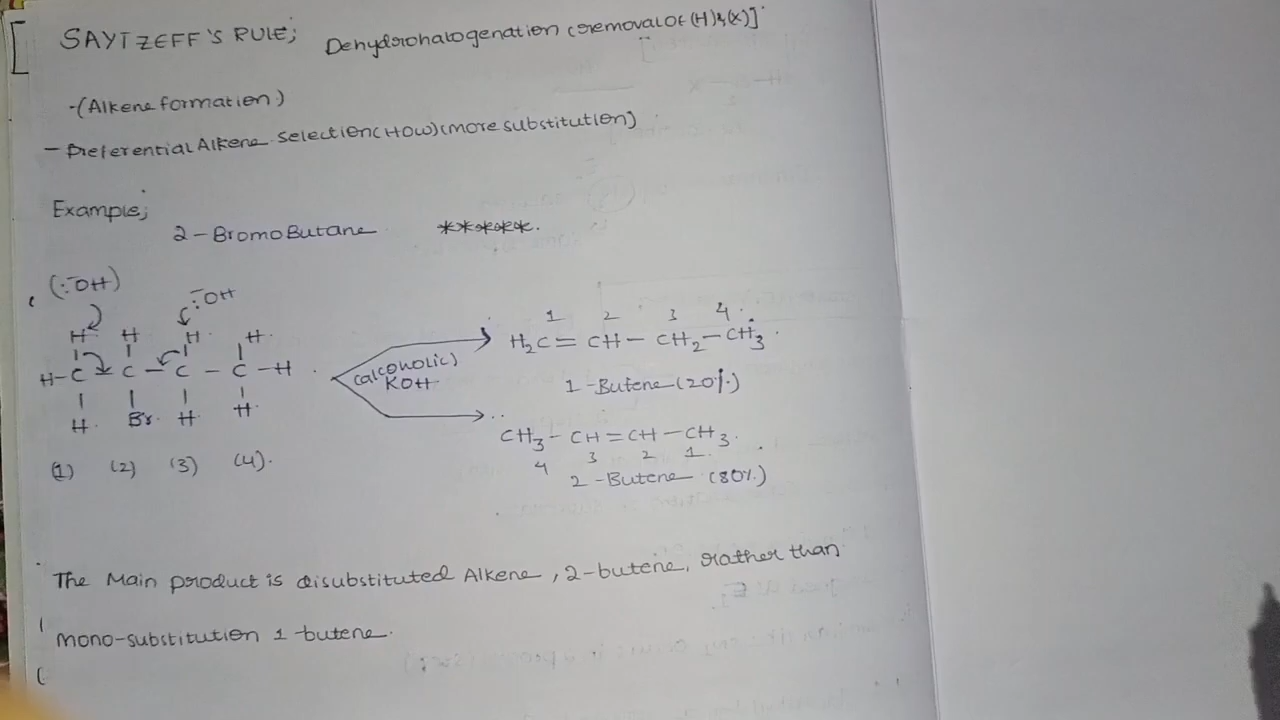 [ SAYTZEFF'S RULE; Dehydrohalogenation (removal of (H)&(X)]
-(Alkene formation)
- Preferential Alkene selection(HOW)(more substitution)
Example;
2-BromoButane *****.
(:ŌH)
:ŌH
H H H H
H-C-C-C-C-H
H Br H H
(1) (2) (3) (4).
(alcoholic)
KOH
1 2 3 4
H₂C=CH-CH₂-CH₃
1-Butene (20%)
CH₃-CH=CH-CH₃.
4 3 2 1
2-Butene (80%)
The Main product is disubstituted Alkene, 2-butene, rather than
mono-substitution 1-butene.